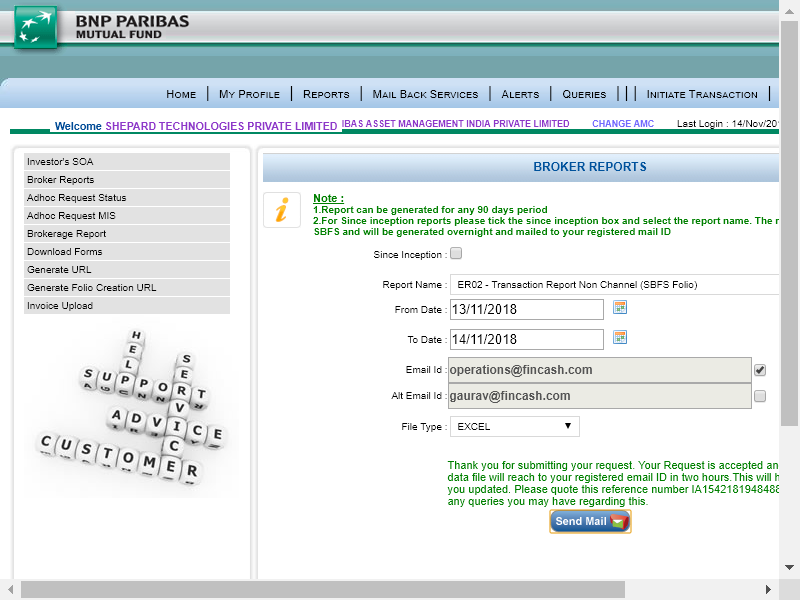 BNP PARIBAS
MUTUAL FUND
HOME MY PROFILE REPORTS MAIL BACK SERVICES ALERTS QUERIES INITIATE TRANSACTION
Welcome SHEPARD TECHNOLOGIES PRIVATE LIMITED IBAS ASSET MANAGEMENT INDIA PRIVATE LIMITED CHANGE AMC Last Login : 14/Nov/20
Investor's SOA
Broker Reports
Adhoc Request Status
Adhoc Request MIS
Brokerage Report
Download Forms
Generate URL
Generate Folio Creation URL
Invoice Upload
HELP
SUPPORT
SERVICE
ADVICE
CUSTOMER
BROKER REPORTS
Note :
1.Report can be generated for any 90 days period
2.For Since inception reports please tick the since inception box and select the report name. The
SBFS and will be generated overnight and mailed to your registered mail ID
Since Inception :
Report Name : ER02 - Transaction Report Non Channel (SBFS Folio)
From Date : 13/11/2018
To Date : 14/11/2018
Email Id : operations@fincash.com
Alt Email Id : gaurav@fincash.com
File Type : EXCEL
Thank you for submitting your request. Your Request is accepted an
data file will reach to your registered email ID in two hours.This will
you updated. Please quote this reference number IA1542181948488
any queries you may have regarding this.
Send Mail